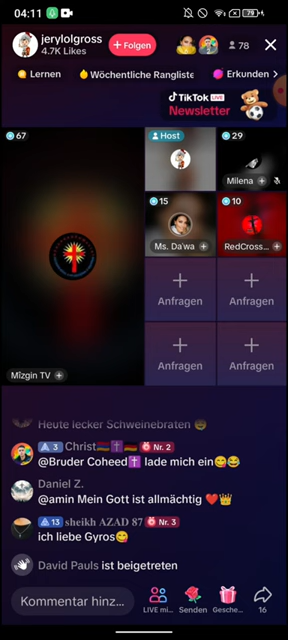 04:11
79
jerylolgross
4.7K Likes
+ Folgen
78
Lernen
Wöchentliche Rangliste
Erkunden
TikTok LIVE
Newsletter
67
Host
29
Milena
15
10
Ms. Da'wa
RedCross...
Anfragen
Anfragen
Anfragen
Anfragen
Mîzgin TV
Heute lecker Schweinebraten
3 Christ Nr. 2
@Bruder Coheed✝️ lade mich ein😋😂
Daniel Z.
@amin Mein Gott ist allmächtig ❤️👑
13 sheikh AZAD 87 Nr. 3
ich liebe Gyros😋
David Pauls ist beigetreten
Kommentar hinz...
LIVE mi...
Senden
Gesche...
16